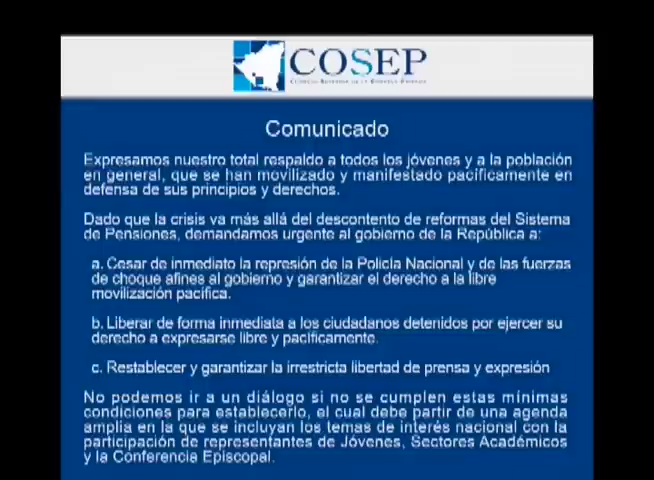 COSEP
Comunicado
Expresamos nuestro total respaldo a todos los jóvenes y a la población
en general, que se han movilizado y manifestado pacíficamente en
defensa de sus principios y derechos.
Dado que la crisis va más allá del descontento de reformas del Sistema
de Pensiones, demandamos urgente al gobierno de la República a:
a. Cesar de inmediato la represión de la Policía Nacional y de las fuerzas
de choque afines al gobierno y garantizar el derecho a la libre
movilización pacífica.
b. Liberar de forma inmediata a los ciudadanos detenidos por ejercer su
derecho a expresarse libre y pacíficamente.
c. Restablecer y garantizar la irrestricta libertad de prensa y expresión
No podemos ir a un diálogo si no se cumplen estas mínimas
condiciones para establecerlo, el cual debe partir de una agenda
amplia en la que se incluyan los temas de interés nacional con la
participación de representantes de Jóvenes, Sectores Académicos
y la Conferencia Episcopal.